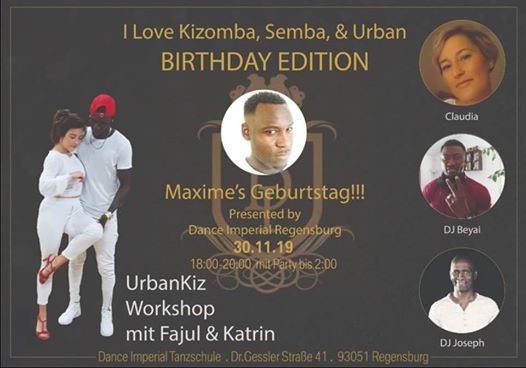 I Love Kizomba, Semba, & Urban
BIRTHDAY EDITION
Claudia
Maxime's Geburtstag!!!
Presented by
Dance Imperial Regensburg
30.11.19
18:00-20:00 mit Party bis 2:00
DJ Beyai
UrbanKiz
Workshop
mit Fajul & Katrin
DJ Joseph
Dance Imperial Tanzschule . Dr.Gessler Straße 41 . 93051 Regensburg